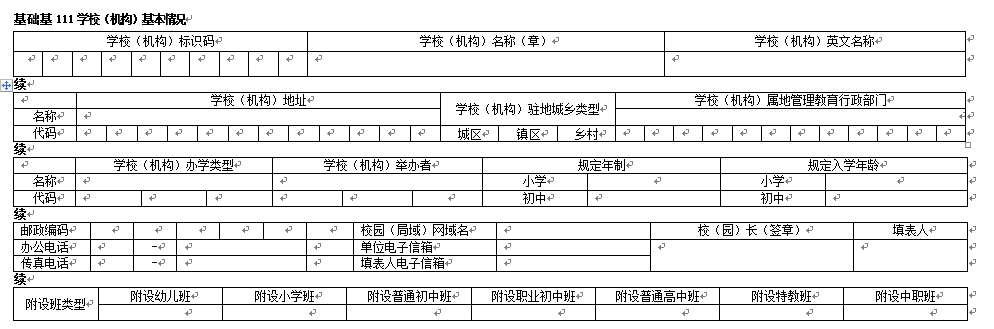 基础基 111 学校（机构）基本情况
学校（机构）标识码 学校（机构）名称（章） 学校（机构）英文名称
续
学校（机构）地址 学校（机构）驻地城乡类型 学校（机构）属地管理教育行政部门
名称
代码 城区 镇区 乡村
续
学校（机构）办学类型 学校（机构）举办者 规定年制 规定入学年龄
名称 小学 小学
代码 初中 初中
续
邮政编码 校园（局域）网域名 校（园）长（签章） 填表人
办公电话 - 单位电子信箱
传真电话 - 填表人电子信箱
续
附设班类型 附设幼儿班 附设小学班 附设普通初中班 附设职业初中班 附设普通高中班 附设特教班 附设中职班